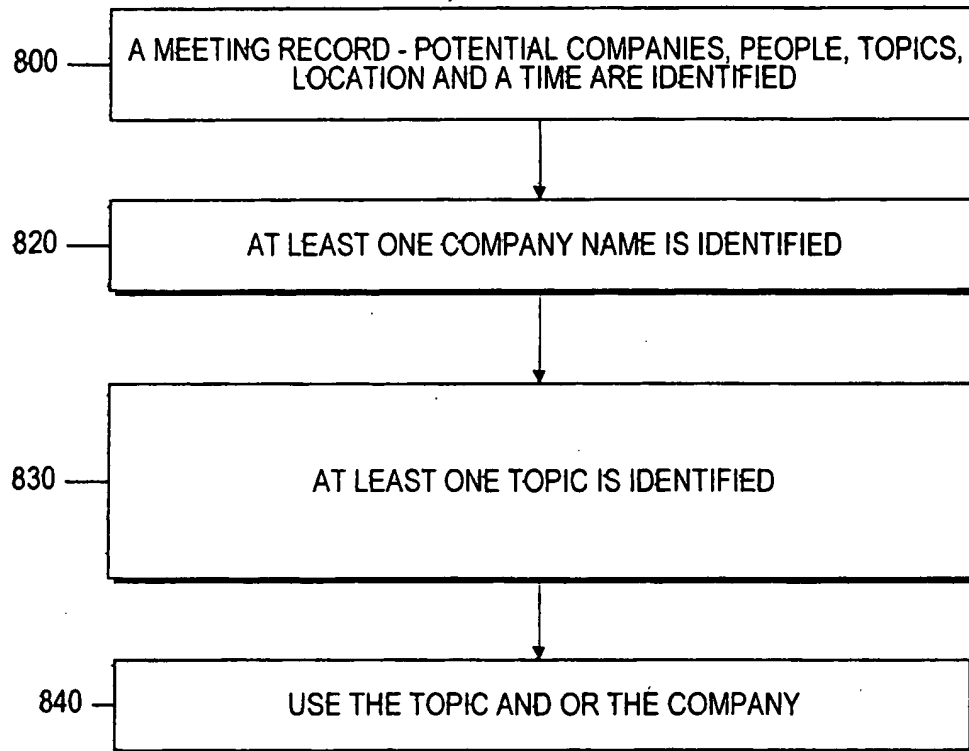 800
A MEETING RECORD - POTENTIAL COMPANIES, PEOPLE, TOPICS,
LOCATION AND A TIME ARE IDENTIFIED
820
AT LEAST ONE COMPANY NAME IS IDENTIFIED
830
AT LEAST ONE TOPIC IS IDENTIFIED
840
USE THE TOPIC AND OR THE COMPANY